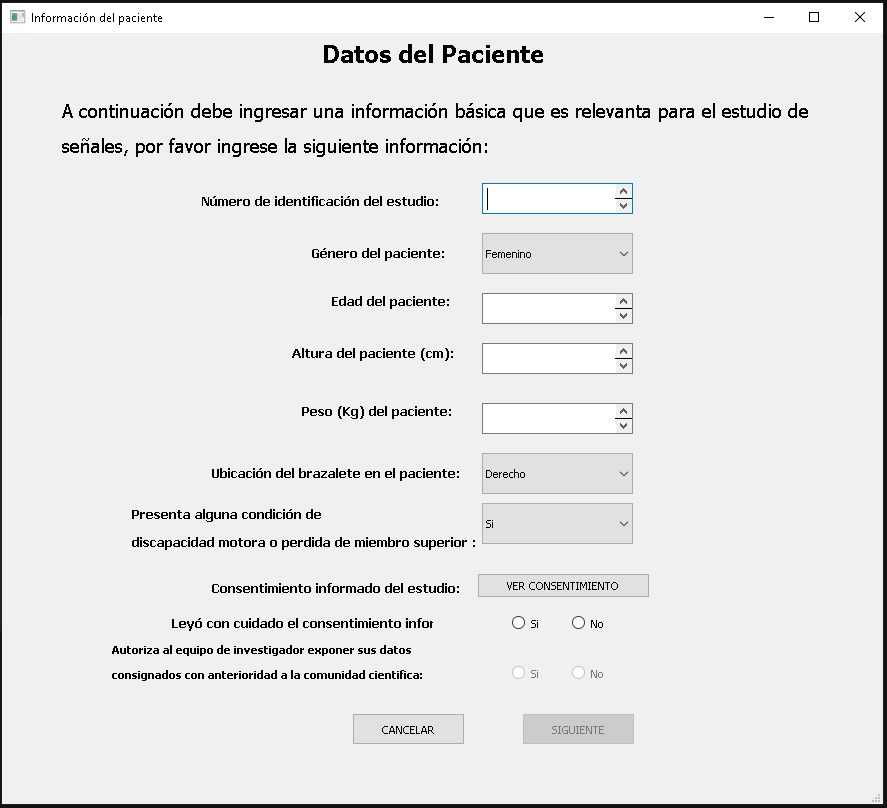 Información del paciente
Datos del Paciente
A continuación debe ingresar una información básica que es relevanta para el estudio de
señales, por favor ingrese la siguiente información:
Número de identificación del estudio:
Género del paciente: Femenino
Edad del paciente:
Altura del paciente (cm):
Peso (Kg) del paciente:
Ubicación del brazalete en el paciente: Derecho
Presenta alguna condición de
discapacidad motora o perdida de miembro superior : Si
Consentimiento informado del estudio: VER CONSENTIMIENTO
Leyó con cuidado el consentimiento infor Si No
Autoriza al equipo de investigador exponer sus datos
consignados con anterioridad a la comunidad cientifica: Si No
CANCELAR SIGUIENTE